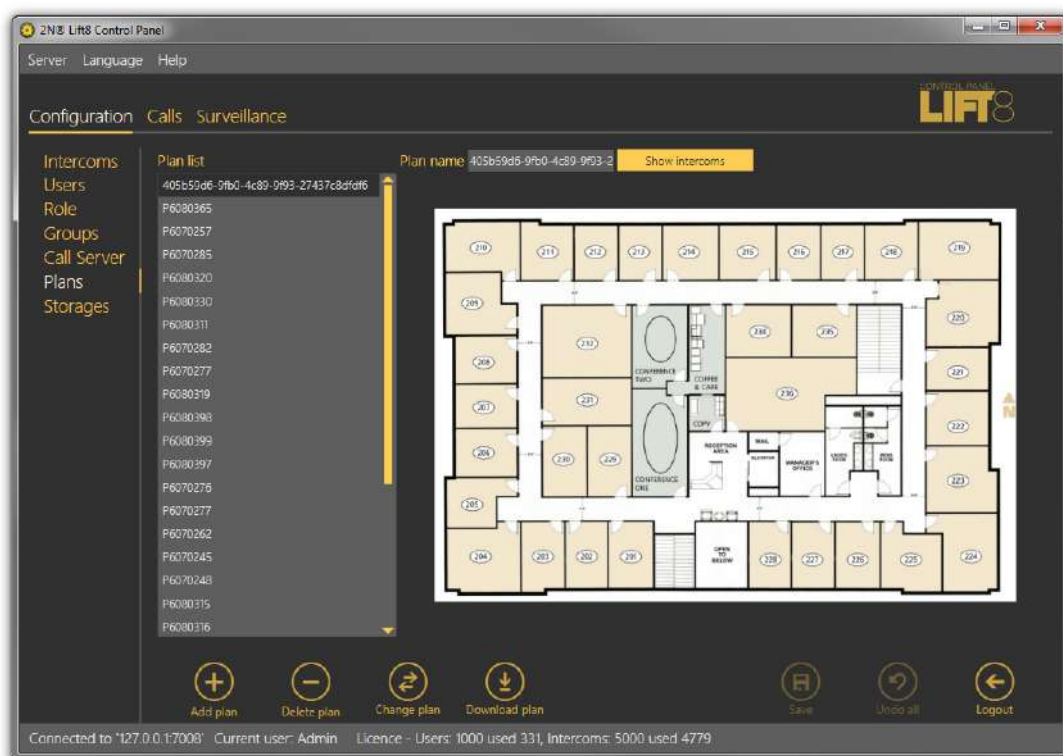 2N® Lift8 Control Panel
Server Language Help
CONTROL PANEL
LIFT8
Configuration Calls Surveillance
Intercoms
Users
Role
Groups
Call Server
Plans
Storages
Plan list
405b59d6-9fb0-4c89-9f93-27437c8dfdf6
P6080365
P6070257
P6070285
P6080320
P6080330
P6080311
P6070282
P6070277
P6080319
P6080398
P6080399
P6080397
P6070276
P6070277
P6070262
P6070245
P6070248
P6080315
P6080316
Plan name 405b59d6-9fb0-4c89-9f93-2 Show intercoms
210 211 212 213 214 215 216 217 218 219
209 220
232 234 235
208 221
CONFERENCE
TWO
COFFEE
& CAKE
207 231 236 222
COPY
206 230 229 223
RECEPTION
AREA
MAIL
ELEVATOR
MANAGER'S
OFFICE
CONFERENCE
ONE
205
N
204 203 202 201
OPEN
TO
BELOW
228 227 226 225 224
Add plan Delete plan Change plan Download plan Save Undo all Logout
Connected to '127.0.0.1:7008' Current user: Admin Licence - Users: 1000 used 331, Intercoms: 5000 used 4779